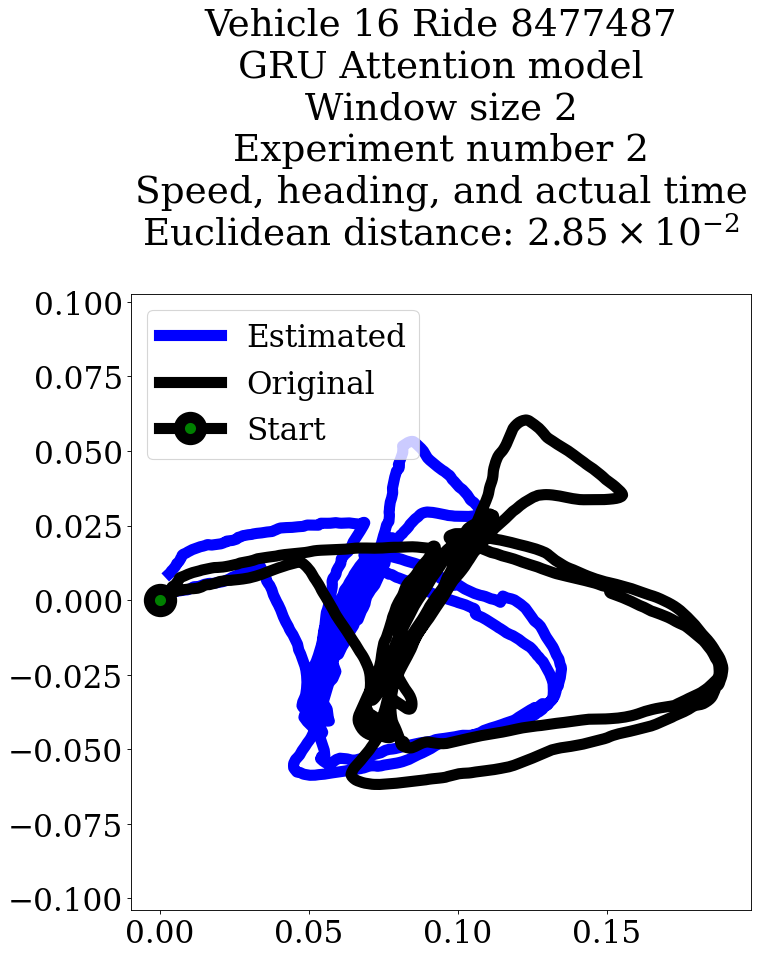 Vehicle 16 Ride 8477487
GRU Attention model
Window size 2
Experiment number 2
Speed, heading, and actual time
Euclidean distance: 2.85 × 10⁻²
0.100
Estimated
0.075
Original
0.050
Start
0.025
0.000
−0.025
−0.050
−0.075
−0.100
0.00 0.05 0.10 0.15